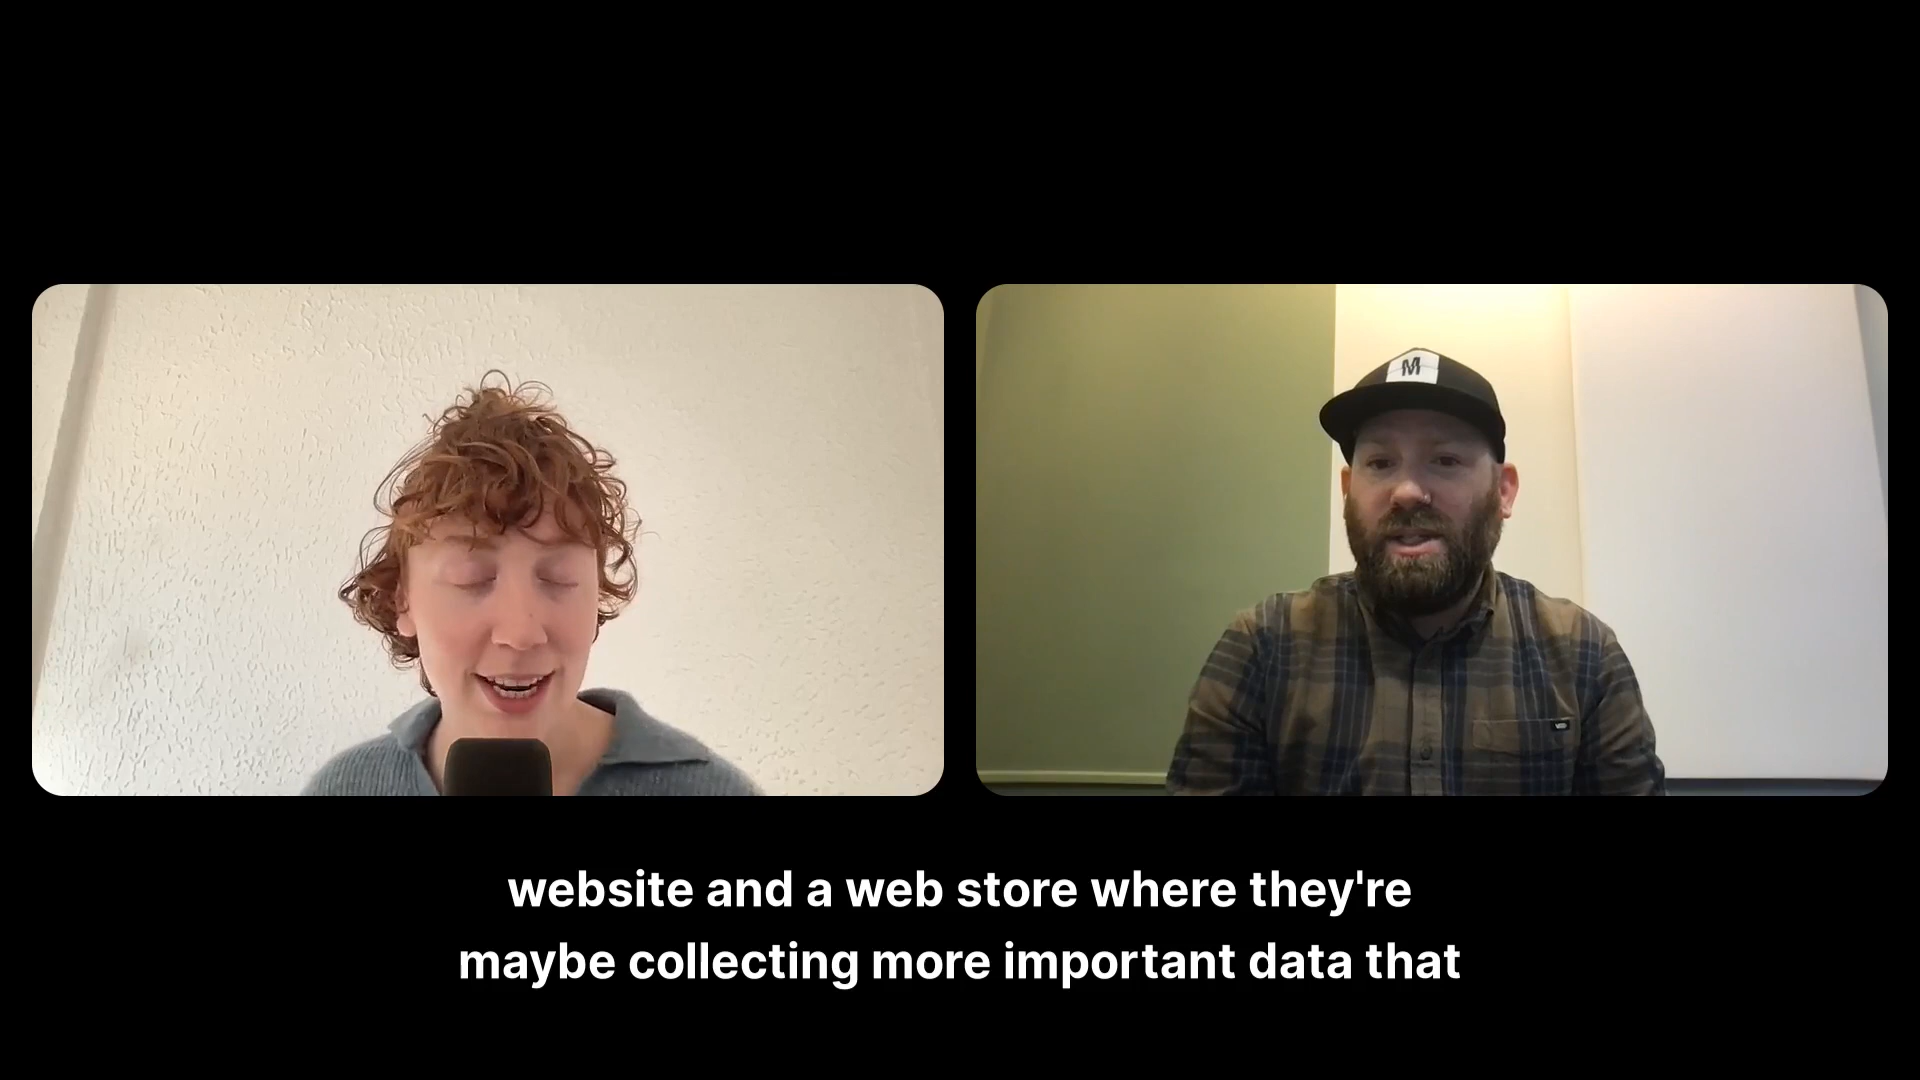 M
website and a web store where they're
maybe collecting more important data that